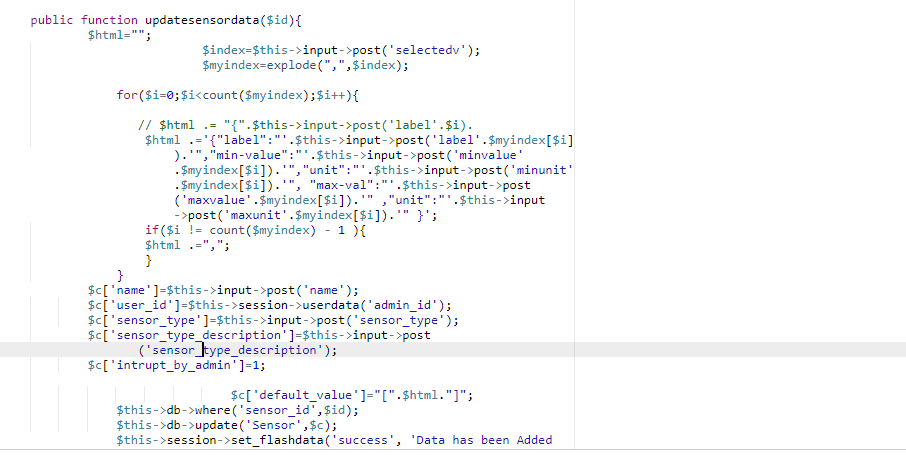 public function updatesensordata($id){
$html="";
$index=$this->input->post('selectedv');
$myindex=explode(",",$index);
for($i=0;$i<count($myindex);$i++){
// $html .= "{".$this->input->post('label'.$i).
$html .='{"label":"'.$this->input->post('label'.$myindex[$i]
).'","min-value":"'.$this->input->post('minvalue'
.$myindex[$i]).'","unit":"'.$this->input->post('minunit'
.$myindex[$i]).'", "max-val":"'.$this->input->post
('maxvalue'.$myindex[$i]).'" ,"unit":"'.$this->input
->post('maxunit'.$myindex[$i]).'" }';
if($i != count($myindex) - 1 ){
$html .=",";
}
}
$c['name']=$this->input->post('name');
$c['user_id']=$this->session->userdata('admin_id');
$c['sensor_type']=$this->input->post('sensor_type');
$c['sensor_type_description']=$this->input->post
('sensor_type_description');
$c['intrupt_by_admin']=1;
$c['default_value']="[".$html."]";
$this->db->where('sensor_id',$id);
$this->db->update('Sensor',$c);
$this->session->set_flashdata('success', 'Data has been Added